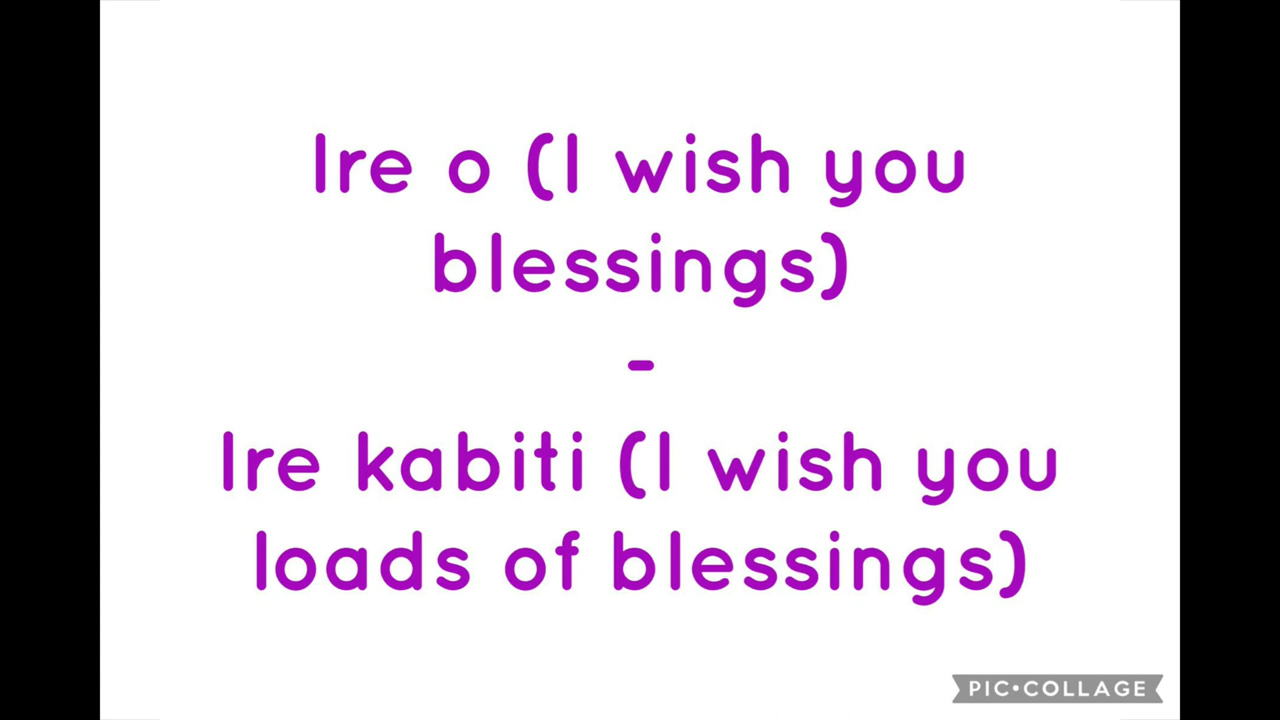 Ire o (I wish you
blessings)
-
Ire kabiti (I wish you
loads of blessings)
PIC•COLLAGE